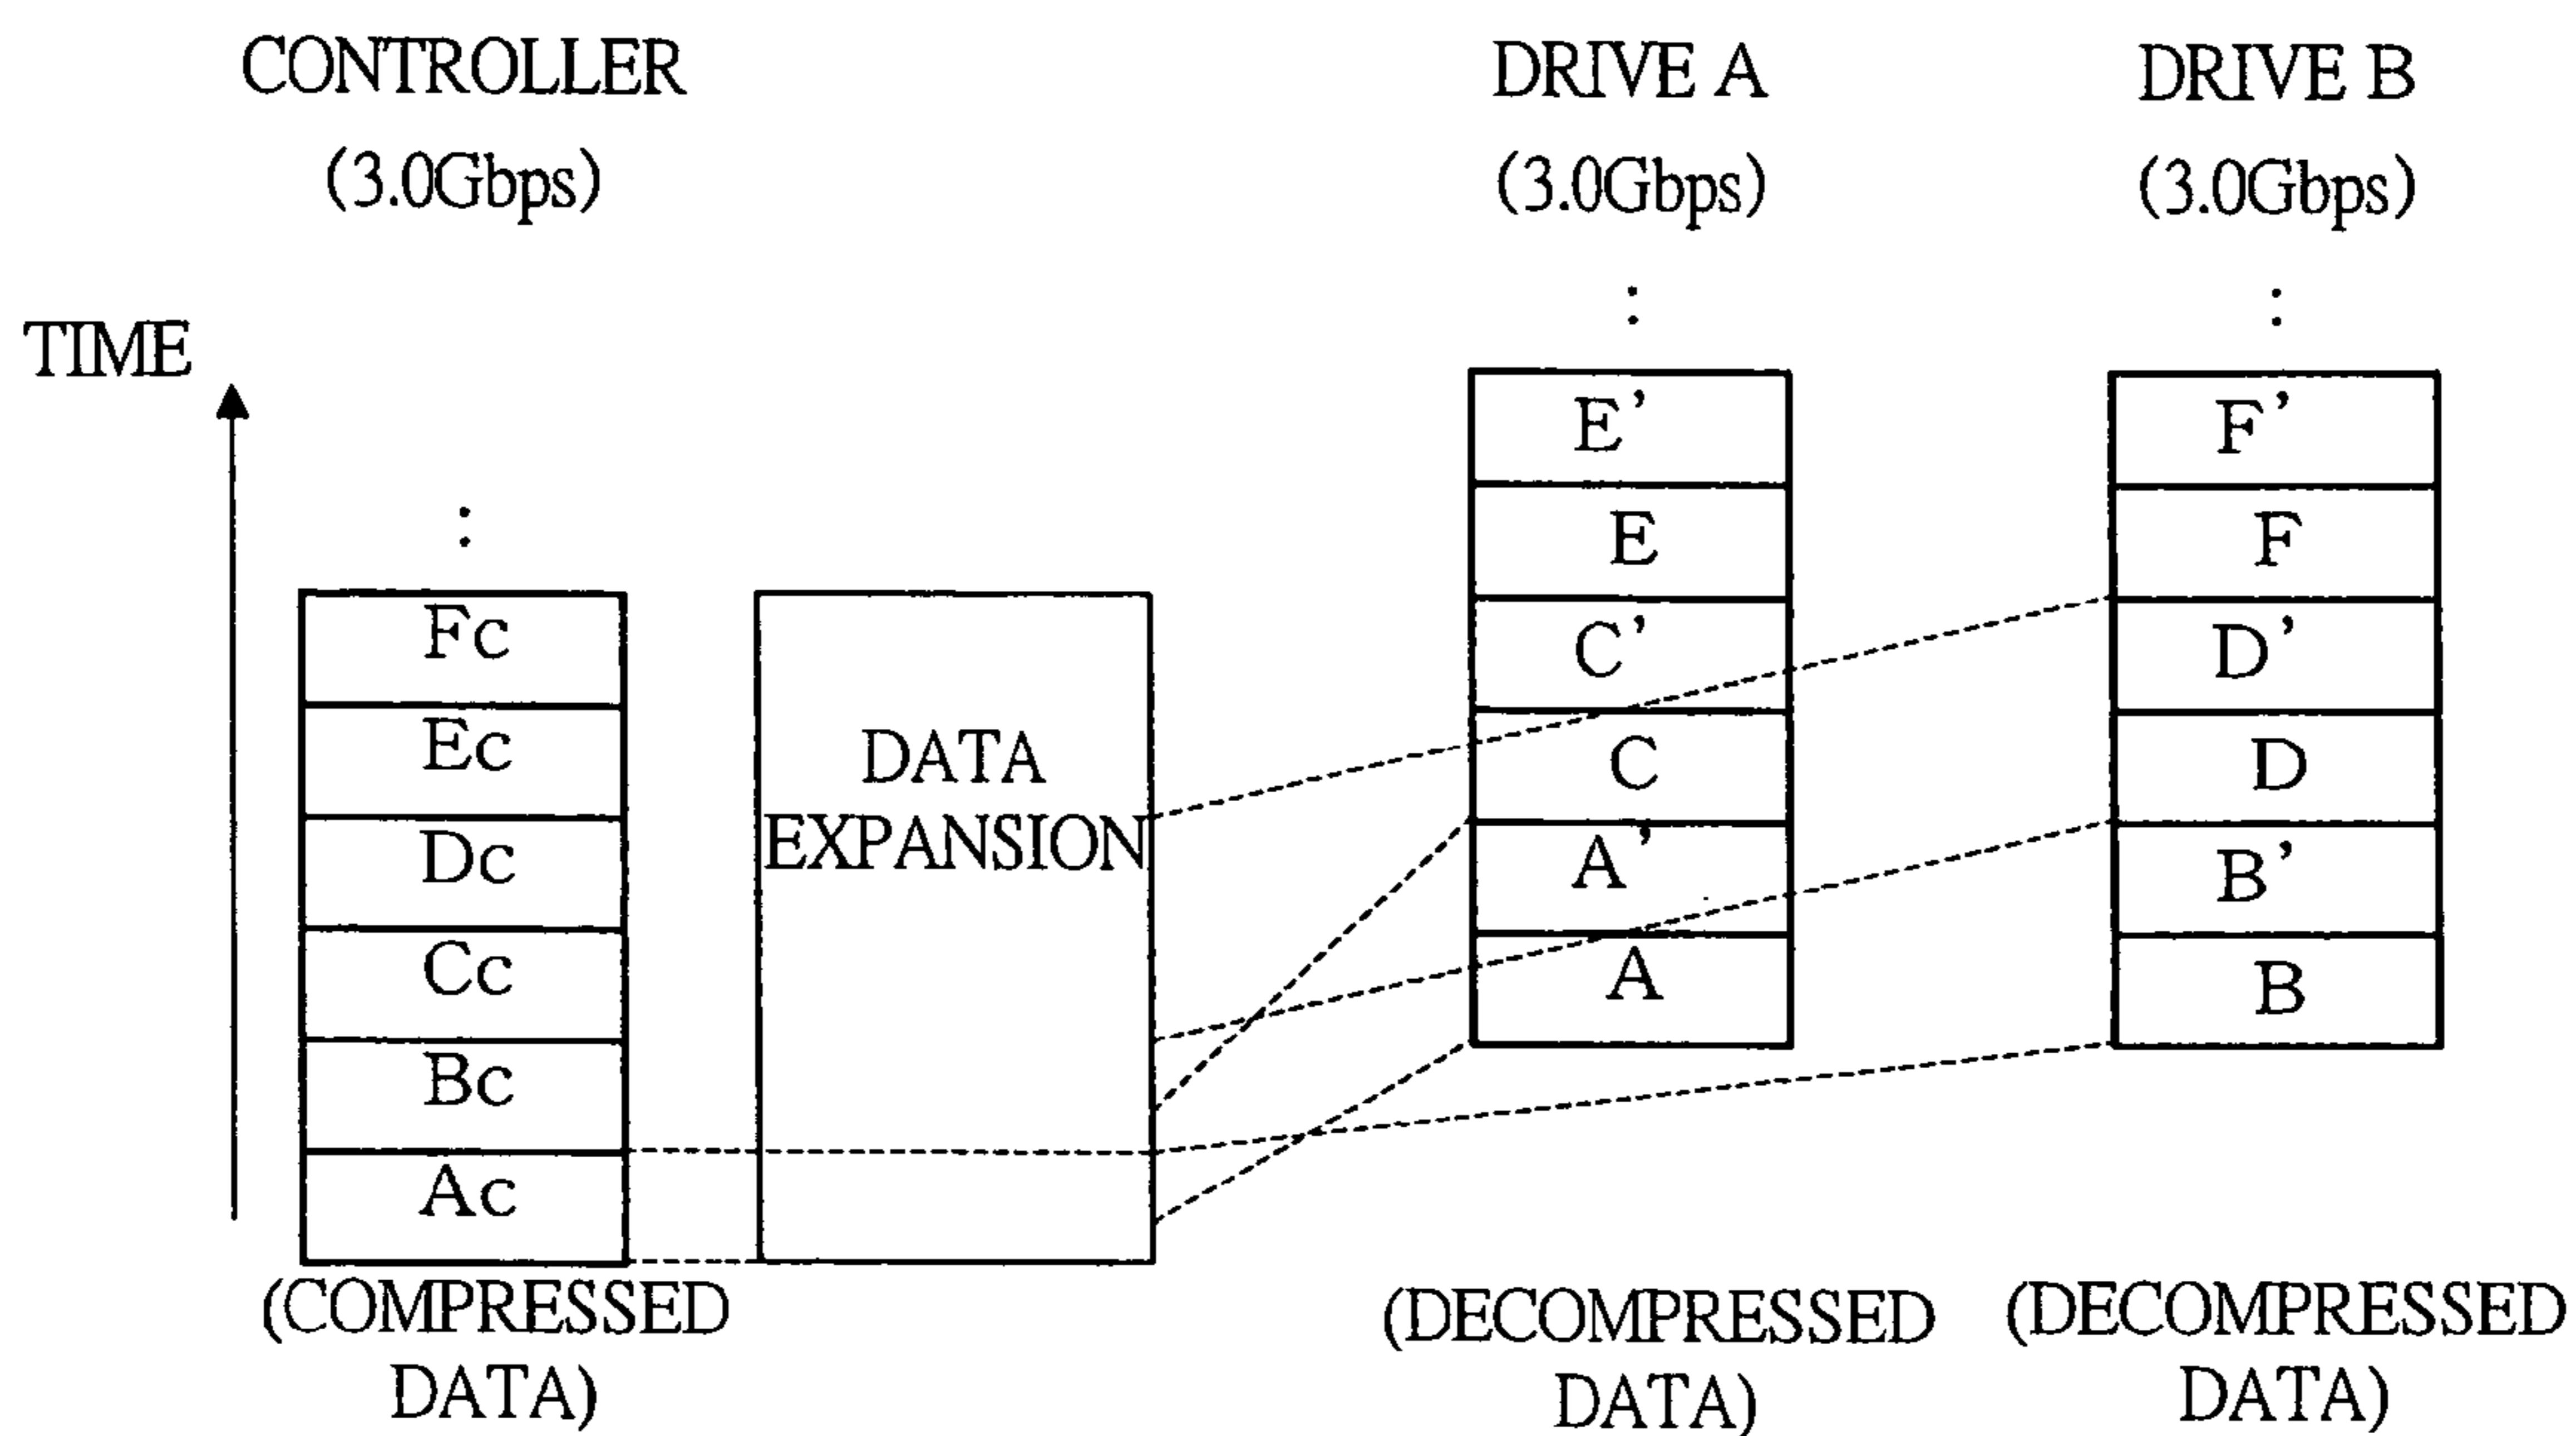 CONTROLLER
(3.0Gbps)
DRIVE A
(3.0Gbps)
DRIVE B
(3.0Gbps)
TIME
:
Fc
Ec
Dc
Cc
Bc
Ac
(COMPRESSED
DATA)
DATA
EXPANSION
:
E’
E
C’
C
A’
A
(DECOMPRESSED
DATA)
:
F’
F
D’
D
B’
B
(DECOMPRESSED
DATA)